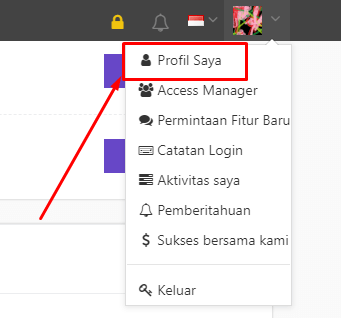 Profil Saya
Access Manager
Permintaan Fitur Baru
Catatan Login
Aktivitas saya
Pemberitahuan
Sukses bersama kami
Keluar